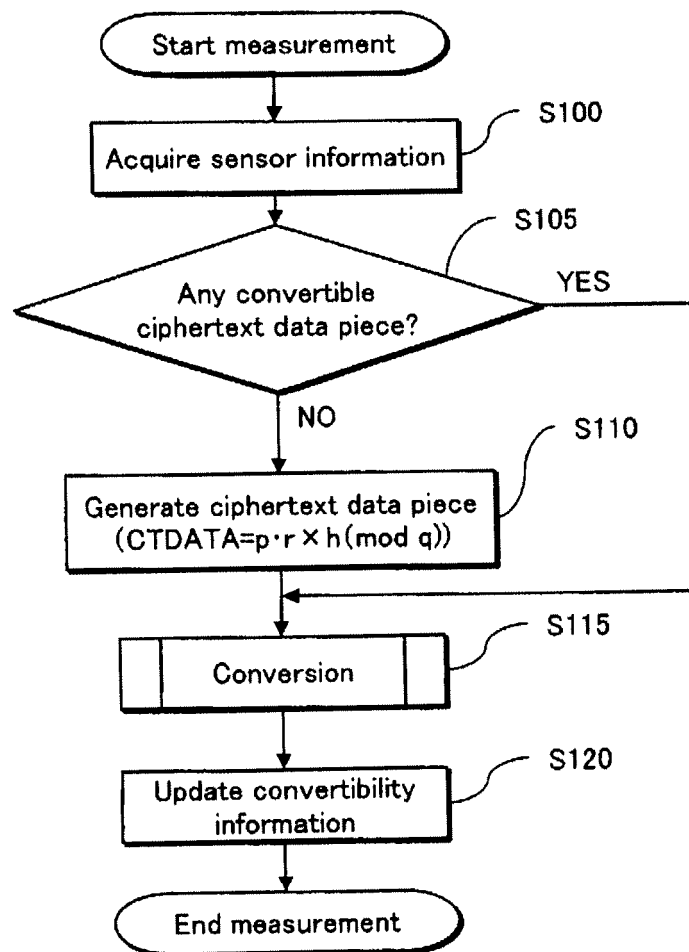 Start measurement
S100
Acquire sensor information
S105
Any convertible
ciphertext data piece?
YES
NO
S110
Generate ciphertext data piece
(CTDATA=p·r×h(mod q))
S115
Conversion
S120
Update convertibility
information
End measurement